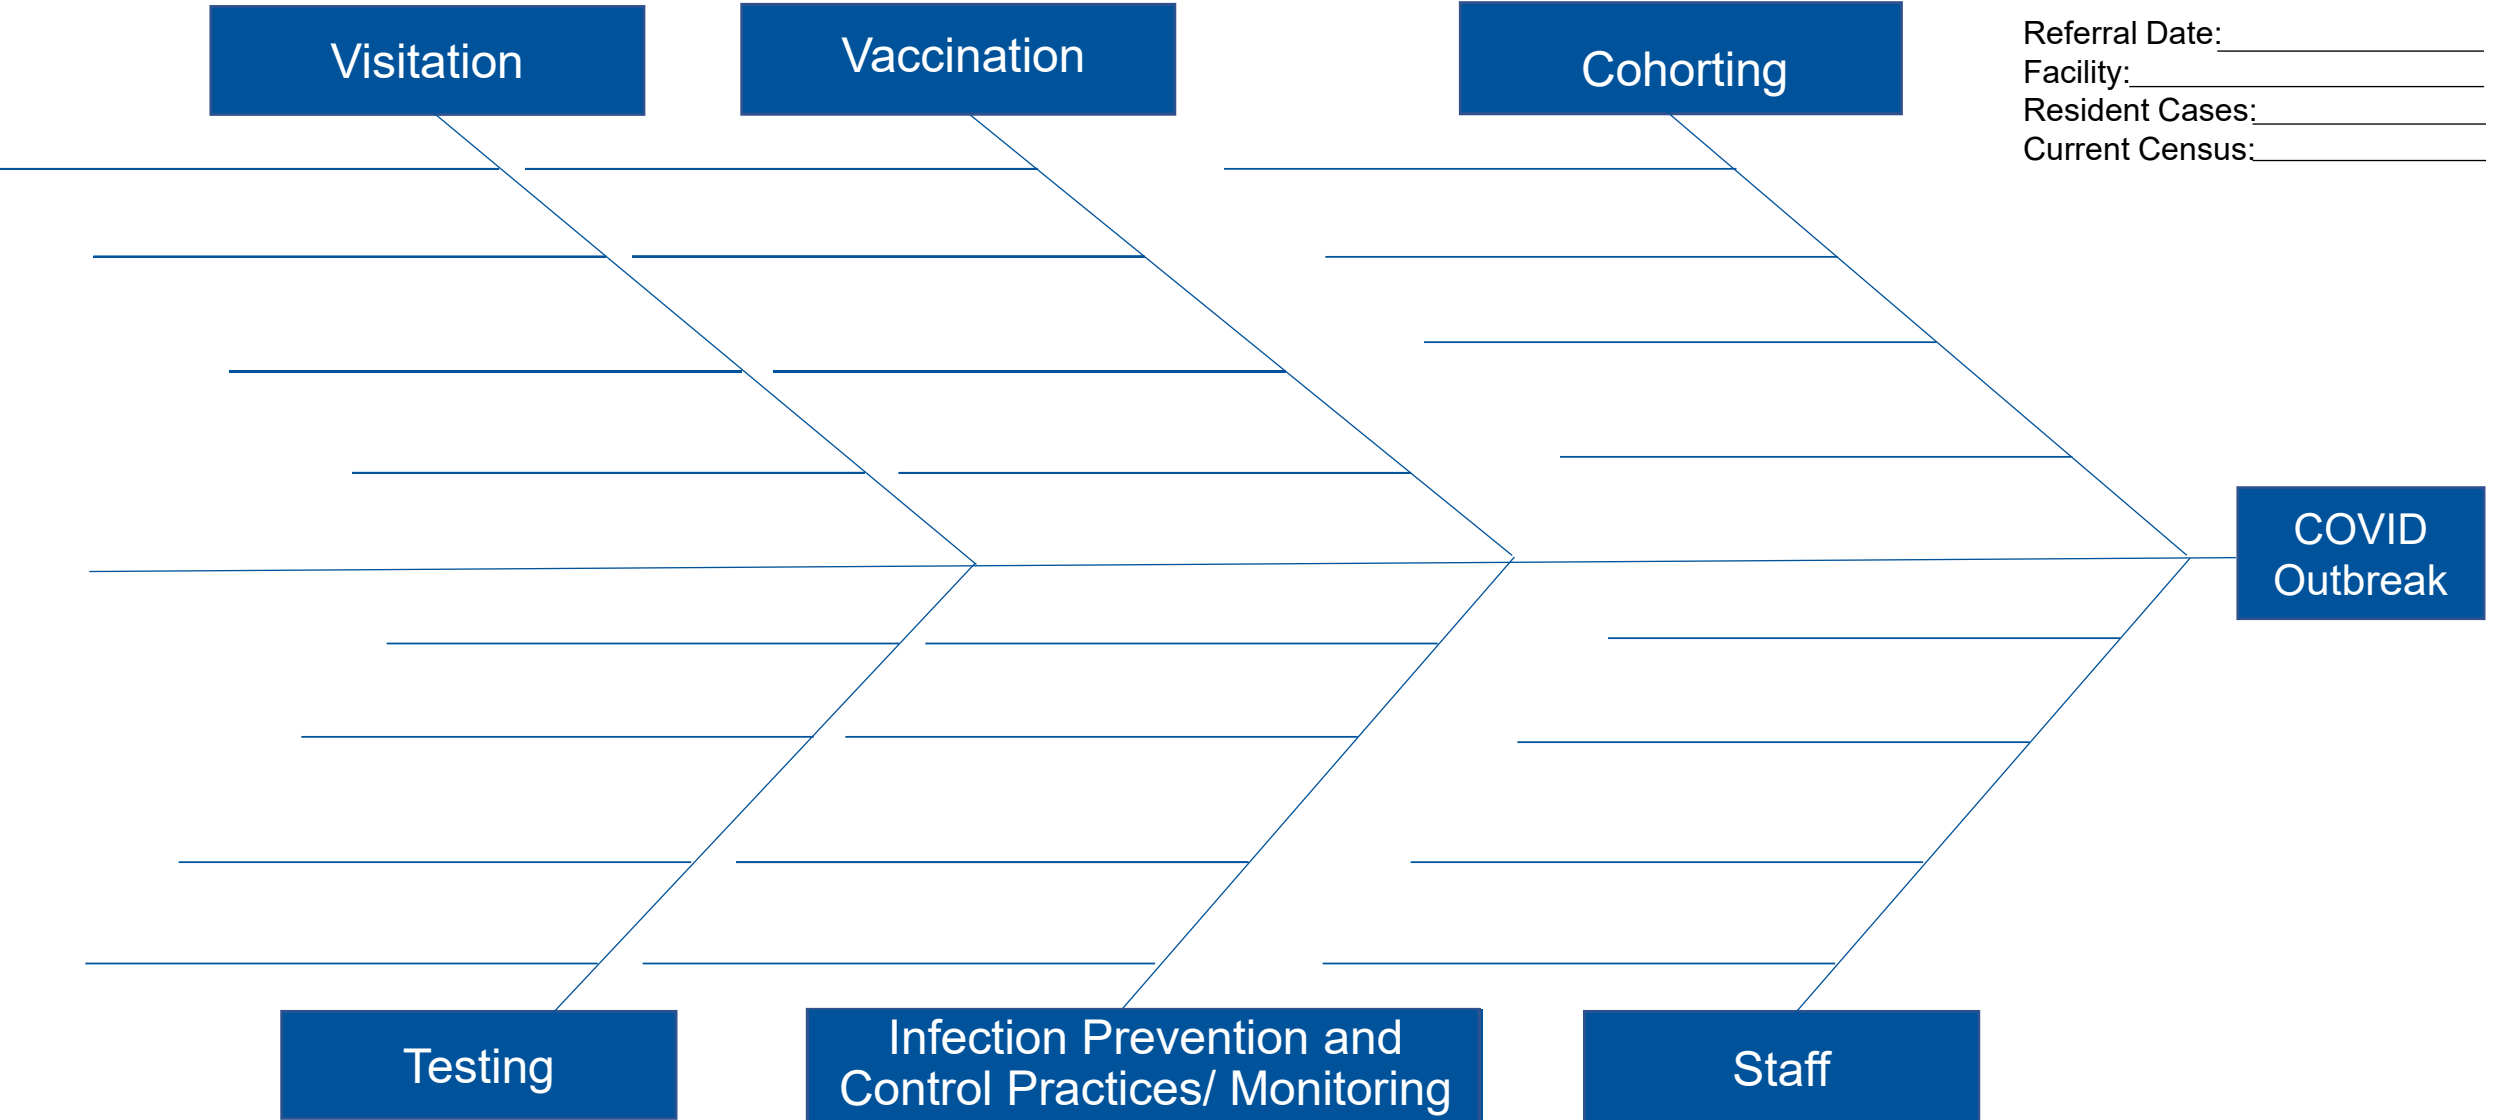 Visitation
Vaccination
Cohorting
Referral Date:
Facility:
Resident Cases:
Current Census:
COVID
Outbreak
Testing
Infection Prevention and
Control Practices/ Monitoring
Staff